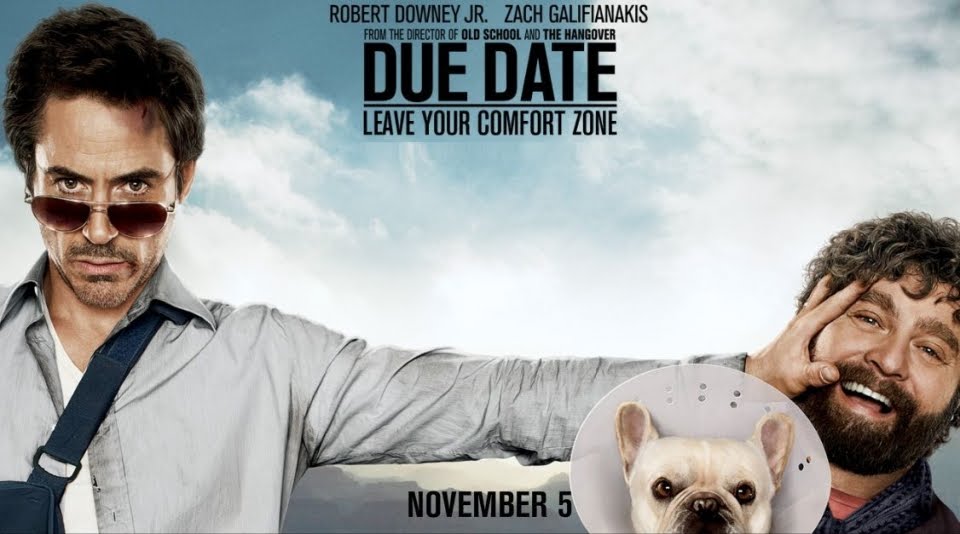 ROBERT DOWNEY JR. ZACH GALIFIANAKIS
FROM THE DIRECTOR OF OLD SCHOOL AND THE HANGOVER
DUE DATE
LEAVE YOUR COMFORT ZONE
NOVEMBER 5